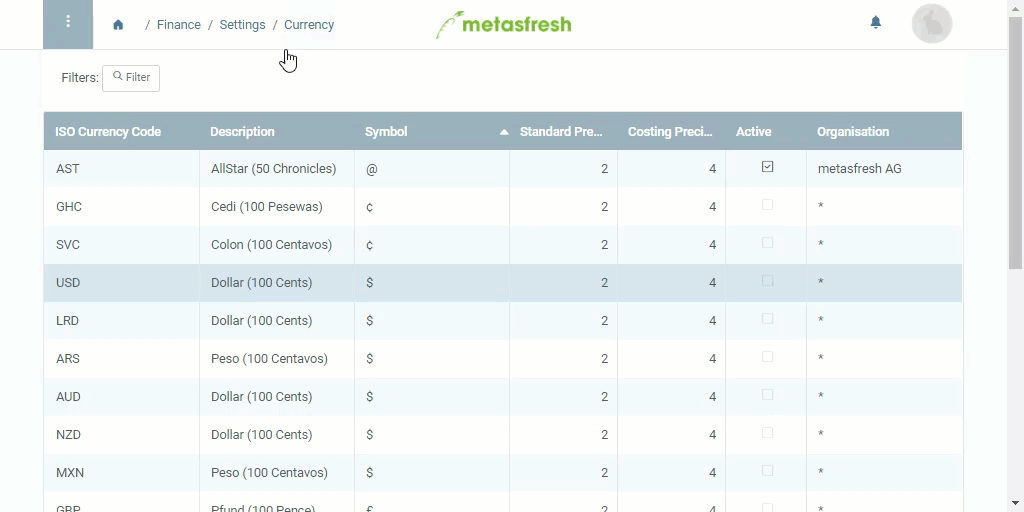 / Finance / Settings / Currency
metasfresh
Filters: Filter
ISO Currency Code Description Symbol Standard Pre... Costing Preci... Active Organisation
AST AllStar (50 Chronicles) @ 2 4 metasfresh AG
GHC Cedi (100 Pesewas) ¢ 2 4 *
SVC Colon (100 Centavos) ¢ 2 4 *
USD Dollar (100 Cents) $ 2 4 *
LRD Dollar (100 Cents) $ 2 4 *
ARS Peso (100 Centavos) $ 2 4 *
AUD Dollar (100 Cents) $ 2 4 *
NZD Dollar (100 Cents) $ 2 4 *
MXN Peso (100 Centavos) $ 2 4 *
GBP Pfund (100 Pence) £ 2 4 *